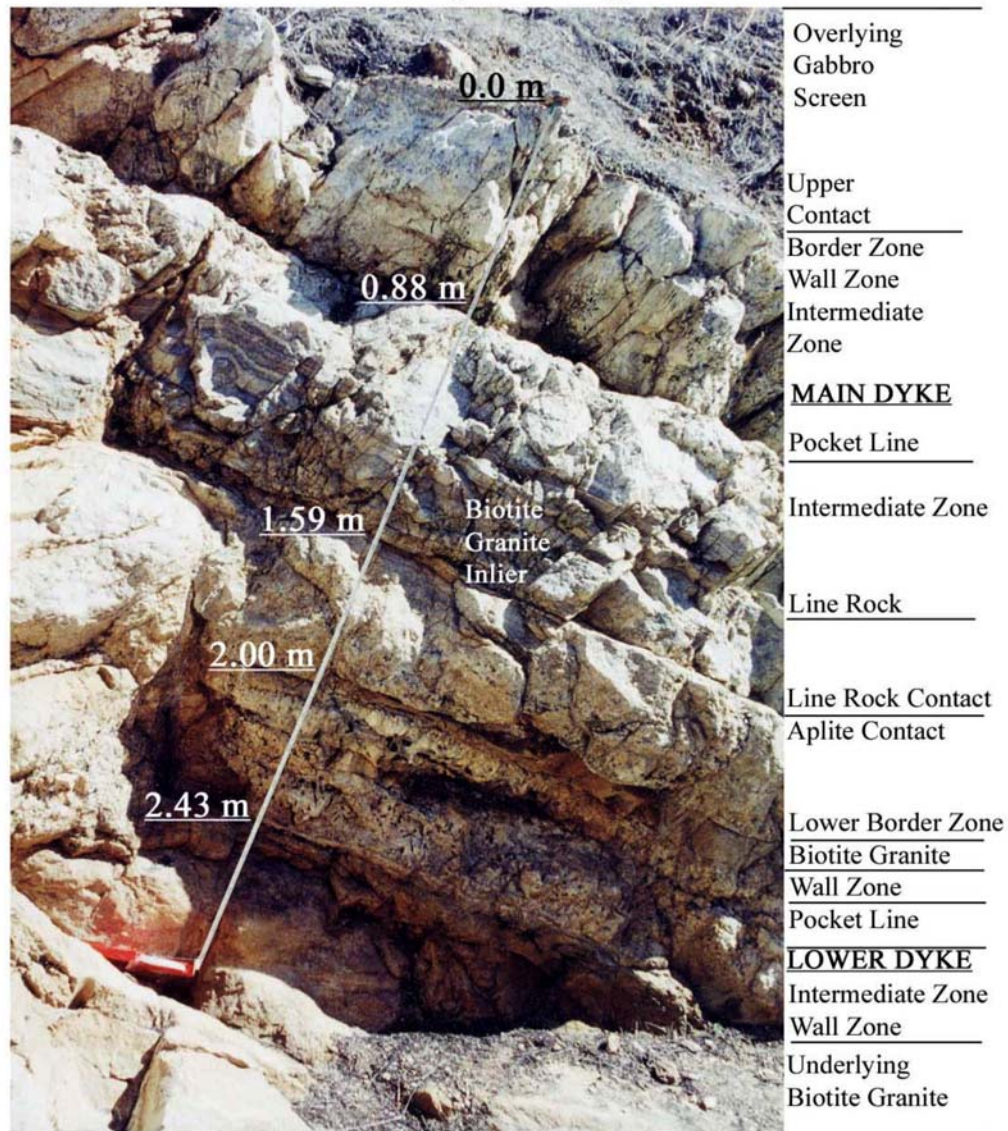 0.0 m
0.88 m
1.59 m
Biotite
Granite
Inlier
2.00 m
2.43 m
Overlying
Gabbro
Screen
Upper
Contact
Border Zone
Wall Zone
Intermediate
Zone
MAIN DYKE
Pocket Line
Intermediate Zone
Line Rock
Line Rock Contact
Aplite Contact
Lower Border Zone
Biotite Granite
Wall Zone
Pocket Line
LOWER DYKE
Intermediate Zone
Wall Zone
Underlying
Biotite Granite